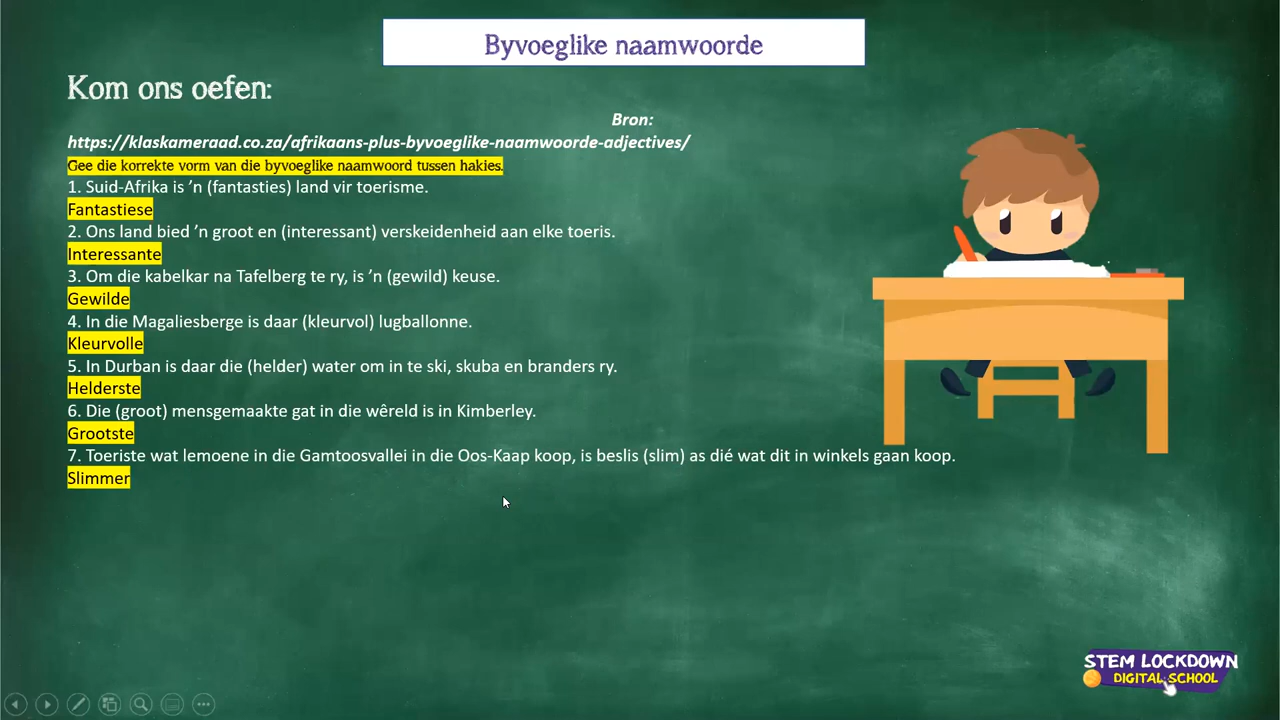 Byvoeglike naamwoorde
Kom ons oefen:
Bron:
https://klaskameraad.co.za/afrikaans-plus-byvoeglike-naamwoorde-adjectives/
Gee die korrekte vorm van die byvoeglike naamwoord tussen hakies.
1. Suid-Afrika is ’n (fantasties) land vir toerisme.
Fantastiese
2. Ons land bied ’n groot en (interessant) verskeidenheid aan elke toeris.
Interessante
3. Om die kabelkar na Tafelberg te ry, is ’n (gewild) keuse.
Gewilde
4. In die Magaliesberge is daar (kleurvol) lugballonne.
Kleurvolle
5. In Durban is daar die (helder) water om in te ski, skuba en branders ry.
Helderste
6. Die (groot) mensgemaakte gat in die wêreld is in Kimberley.
Grootste
7. Toeriste wat lemoene in die Gamtoosvallei in die Oos-Kaap koop, is beslis (slim) as dié wat dit in winkels gaan koop.
Slimmer
STEM LOCKDOWN
DIGITAL SCHOOL